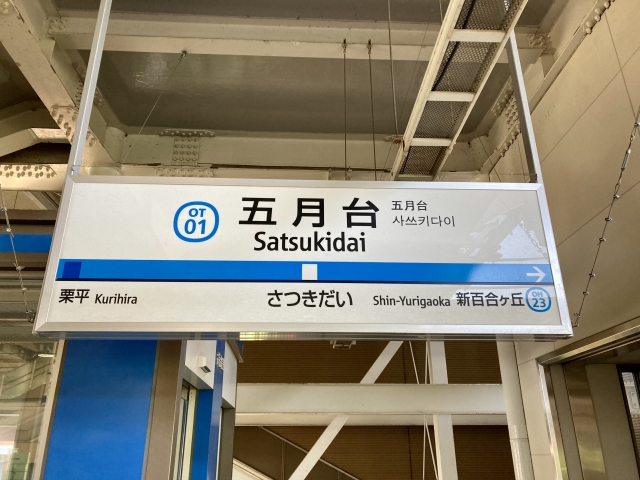 OT
01
五月台
五月台
사쓰키다이
Satsukidai
栗平 Kurihira
さつきだい
Shin-Yurigaoka 新百合ヶ丘 OH
23